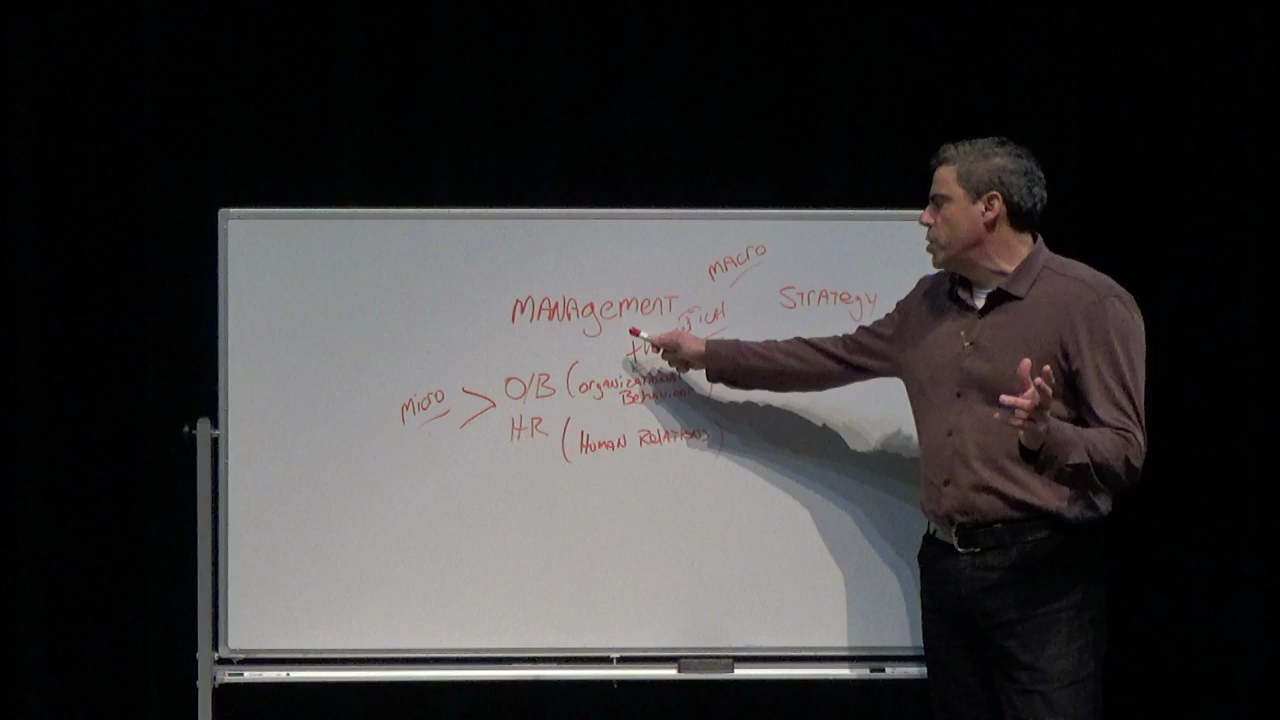 MACRO
MANAgemeNT
STRATegy
MICRO > O/B (ORgANIZATIONAL
BeHAVIOR)
HR (HUMAN RelATIONS)